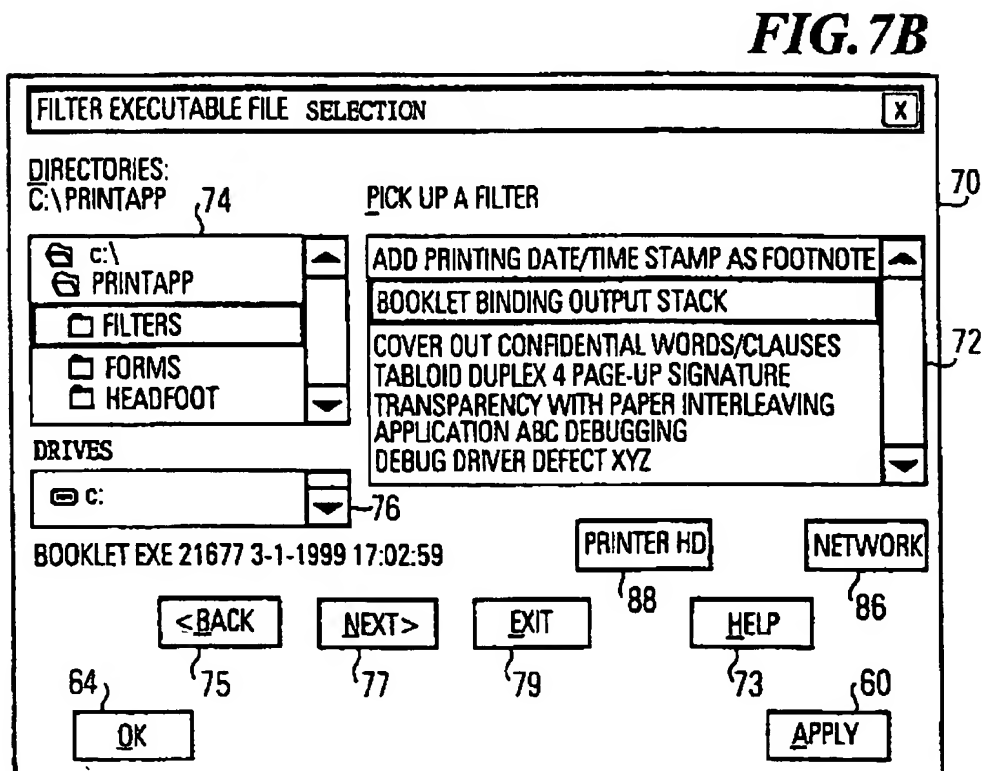 FIG. 7B
FILTER EXECUTABLE FILE SELECTION X
DIRECTORIES:
C:\PRINTAPP 74
PICK UP A FILTER
70
c:\
PRINTAPP
FILTERS
FORMS
HEADFOOT
ADD PRINTING DATE/TIME STAMP AS FOOTNOTE
BOOKLET BINDING OUTPUT STACK
COVER OUT CONFIDENTIAL WORDS/CLAUSES
TABLOID DUPLEX 4 PAGE-UP SIGNATURE
TRANSPARENCY WITH PAPER INTERLEAVING
APPLICATION ABC DEBUGGING
DEBUG DRIVER DEFECT XYZ
72
DRIVES
c:
76
BOOKLET EXE 21677 3-1-1999 17:02:59
PRINTER HD
NETWORK
88
86
<BACK
NEXT>
EXIT
HELP
75
77
79
73
64
60
OK
APPLY